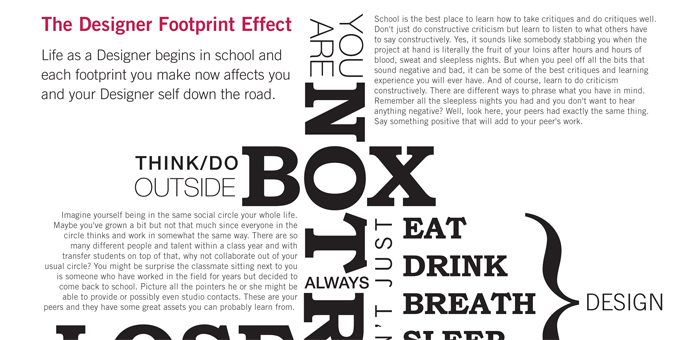 The Designer Footprint Effect
Life as a Designer begins in school and
each footprint you make now affects you
and your Designer self down the road.
YOU
ARE
NOT
School is the best place to learn how to take critiques and do critiques well.
Don't just do constructive criticism but learn to listen to what others have
to say constructively. Yes, it sounds like somebody stabbing you when the
project at hand is literally the fruit of your loins after hours and hours of
blood, sweat and sleepless nights. But when you peel off all the bits that
sound negative and bad, it can be some of the best critiques and learning
experience you will ever have. And of course, learn to do criticism
constructively. There are different ways to phrase what you have in mind.
Remember all the sleepless nights you had and you don't want to hear
anything negative? Well, look here, your peers had exactly the same thing.
Say something positive that will add to your peer's work.
THINK/DO
OUTSIDE
BOX
Imagine yourself being in the same social circle your whole life.
Maybe you've grown a bit but not that much since everyone in the
circle thinks and work in somewhat the same way. There are so
many different people and talent within a class year and with
transfer students on top of that, why not collaborate out of your
usual circle? You might be surprise the classmate sitting next to you
is someone who have worked in the field for years but decided to
come back to school. Picture all the pointers he or she might be
able to provide or possibly even studio contacts. These are your
peers and they have some great assets you can probably learn from.
ALWAYS
N'T JUST
EAT
DRINK
BREATH
SLEEP
DESIGN